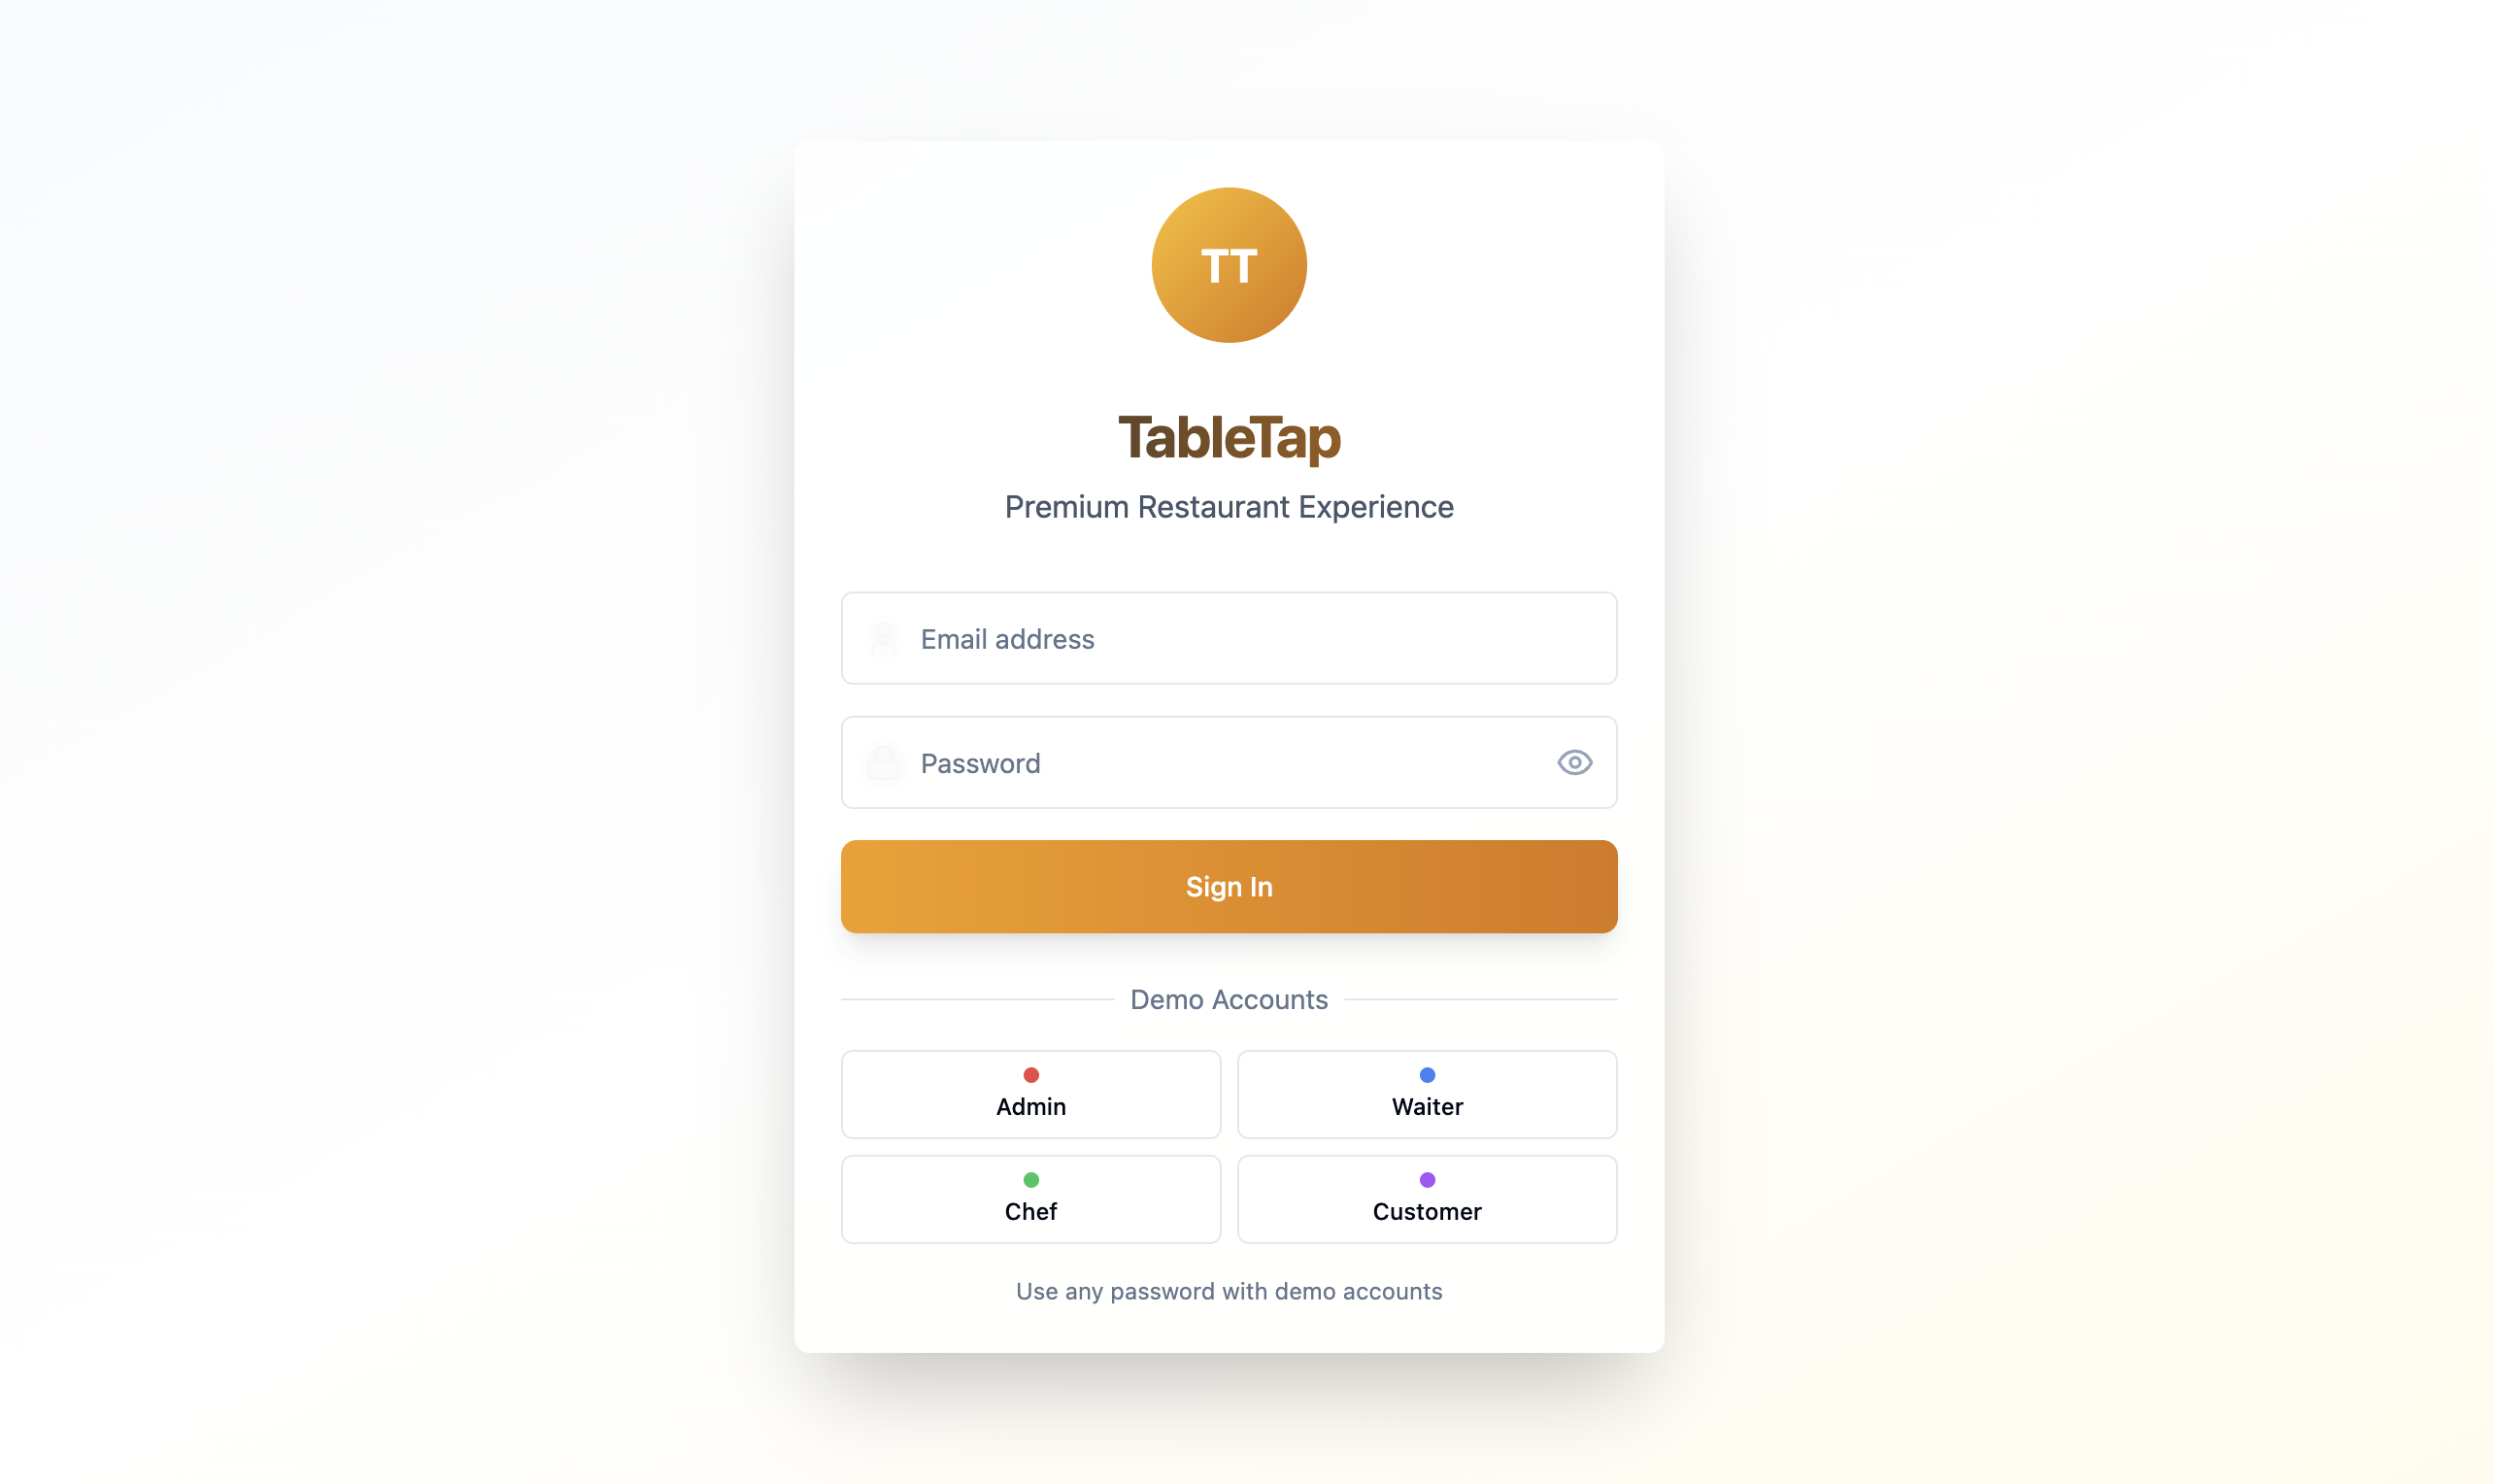 TT
TableTap
Premium Restaurant Experience
Email address
Password
Sign In
Demo Accounts
Admin
Waiter
Chef
Customer
Use any password with demo accounts